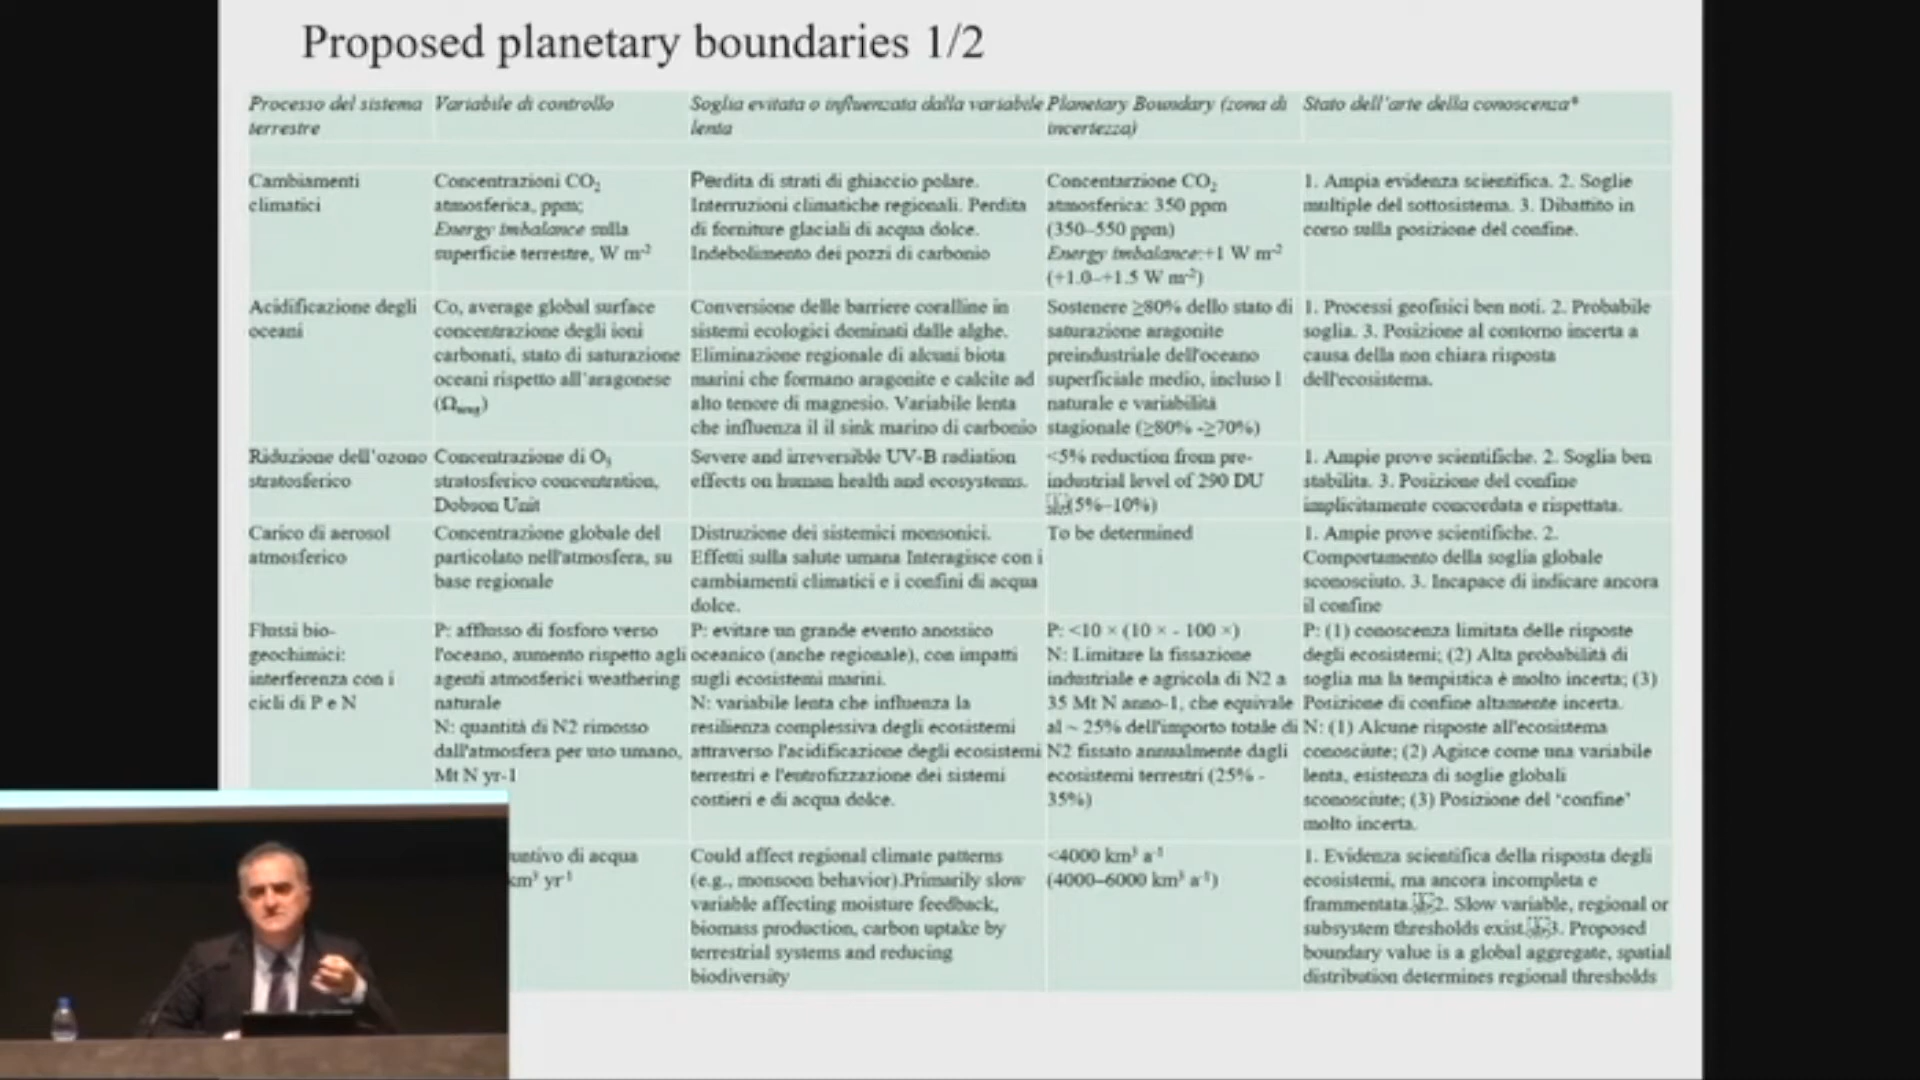 Proposed planetary boundaries 1/2
Processo del sistema
terrestre
Variabile di controllo
Soglia evitata o influenzata dalla variabile
lenta
Planetary Boundary (zona di
incertezza)
Stato dell'arte della conoscenza*
Cambiamenti
climatici
Concentrazioni CO₂
atmosferica, ppm;
Energy imbalance sulla
superficie terrestre, W m⁻²
Perdita di strati di ghiaccio polare.
Interruzioni climatiche regionali. Perdita
di forniture glaciali di acqua dolce.
Indebolimento dei pozzi di carbonio
Concentarzione CO₂
atmosferica: 350 ppm
(350–550 ppm)
Energy imbalance:+1 W m⁻²
(+1.0–+1.5 W m⁻²)
1. Ampia evidenza scientifica. 2. Soglie
multiple del sottosistema. 3. Dibattito in
corso sulla posizione del confine.
Acidificazione degli
oceani
Co, average global surface
concentrazione degli ioni
carbonati, stato di saturazione
oceani rispetto all'aragonese
Conversione delle barriere coralline in
sistemi ecologici dominati dalle alghe.
Eliminazione regionale di alcuni biota
marini che formano aragonite e calcite ad
alto tenore di magnesio. Variabile lenta
che influenza il il sink marino di carbonio
Sostenere ≥80% dello stato di
saturazione aragonite
preindustriale dell'oceano
superficiale medio, incluso l
naturale e variabilità
stagionale (≥80% -≥70%)
1. Processi geofisici ben noti. 2. Probabile
soglia. 3. Posizione al contorno incerta a
causa della non chiara risposta
dell'ecosistema.
Riduzione dell'ozono
stratosferico
Concentrazione di O₃
stratosferico concentration,
Dobson Unit
Severe and irreversible UV-B radiation
effects on human health and ecosystems.
<5% reduction from pre-
industrial level of 290 DU
(5%–10%)
1. Ampie prove scientifiche. 2. Soglia ben
stabilita. 3. Posizione del confine
implicitamente concordata e rispettata.
Carico di aerosol
atmosferico
Concentrazione globale del
particolato nell'atmosfera, su
base regionale
Distruzione dei sistemici monsonici.
Effetti sulla salute umana Interagisce con i
cambiamenti climatici e i confini di acqua
dolce.
To be determined
1. Ampie prove scientifiche. 2.
Comportamento della soglia globale
sconosciuto. 3. Incapace di indicare ancora
il confine
Flussi bio-
geochimici:
interferenza con i
cicli di P e N
P: afflusso di fosforo verso
l'oceano, aumento rispetto agli
agenti atmosferici weathering
naturale
N: quantità di N2 rimosso
dall'atmosfera per uso umano,
Mt N yr-1
P: evitare un grande evento anossico
oceanico (anche regionale), con impatti
sugli ecosistemi marini.
N: variabile lenta che influenza la
resilienza complessiva degli ecosistemi
attraverso l'acidificazione degli ecosistemi
terrestri e l'eutrofizzazione dei sistemi
costieri e di acqua dolce.
P: <10 × (10 × - 100 ×)
N: Limitare la fissazione
industriale e agricola di N2 a
35 Mt N anno-1, che equivale
al ~ 25% dell'importo totale di
N2 fissato annualmente dagli
ecosistemi terrestri (25% -
35%)
P: (1) conoscenza limitata delle risposte
degli ecosistemi; (2) Alta probabilità di
soglia ma la tempistica è molto incerta; (3)
Posizione di confine altamente incerta.
N: (1) Alcune risposte all'ecosistema
conosciute; (2) Agisce come una variabile
lenta, esistenza di soglie globali
sconosciute; (3) Posizione del 'confine'
molto incerta.
untivo di acqua
km³ yr⁻¹
Could affect regional climate patterns
(e.g., monsoon behavior).Primarily slow
variable affecting moisture feedback,
biomass production, carbon uptake by
terrestrial systems and reducing
biodiversity
<4000 km³ a⁻¹
(4000–6000 km³ a⁻¹)
1. Evidenza scientifica della risposta degli
ecosistemi, ma ancora incompleta e
frammentata. 2. Slow variable, regional or
subsystem thresholds exist. 3. Proposed
boundary value is a global aggregate, spatial
distribution determines regional thresholds